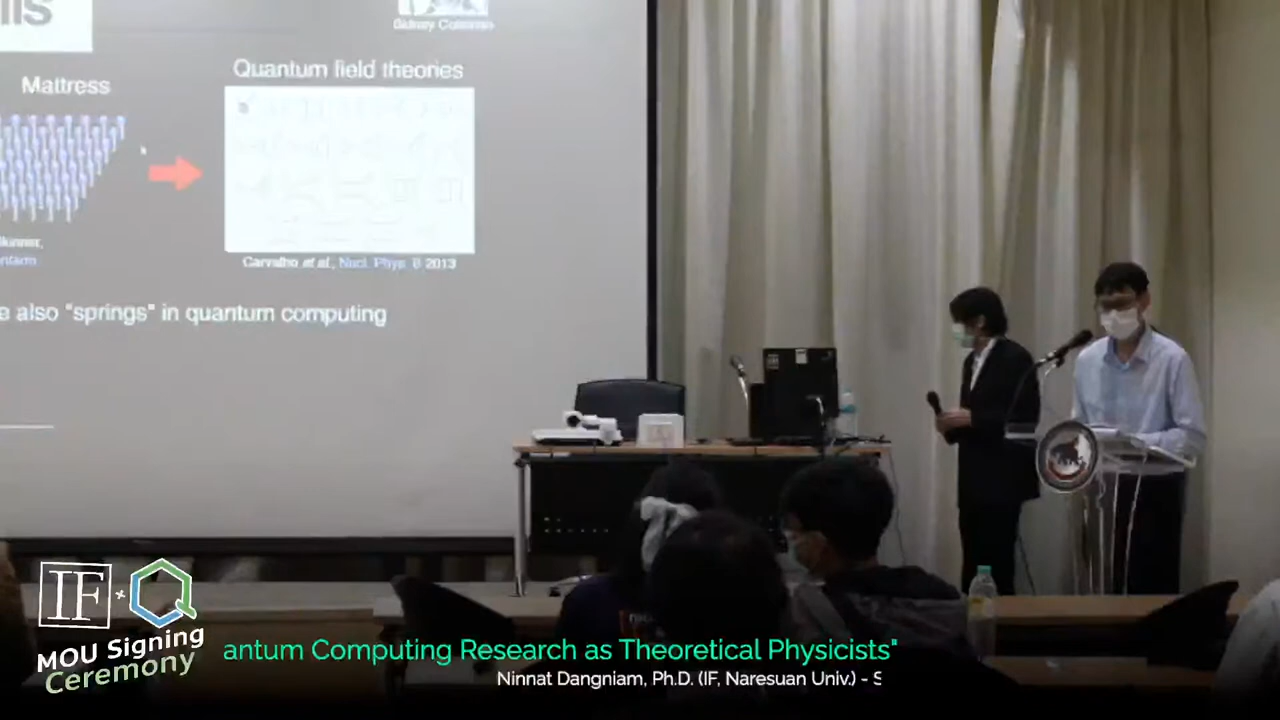 lls
Mattress
Quantum field theories
Carvalho et al., Nucl. Phys. B 2013
e also "springs" in quantum computing
IF x Q
MOU Signing
Ceremony
antum Computing Research as Theoretical Physicists"
Ninnat Dangniam, Ph.D. (IF, Naresuan Univ.) - S